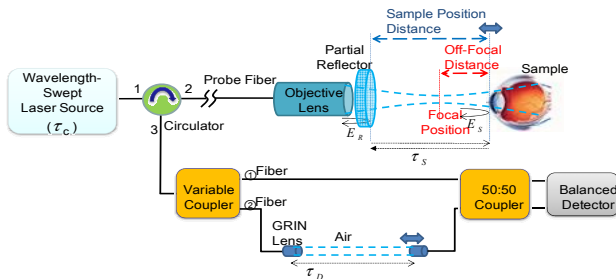 Sample Position
Distance
Partial
Reflector
Off-Focal
Distance
Sample
Wavelength-
Swept
Laser Source
(τc)
1
2
3
Probe Fiber
Circulator
Objective
Lens
E_R
Focal
Position
E_S
τ_S
Variable
Coupler
①Fiber
②Fiber
GRIN
Lens
Air
τ_D
50:50
Coupler
Balanced
Detector